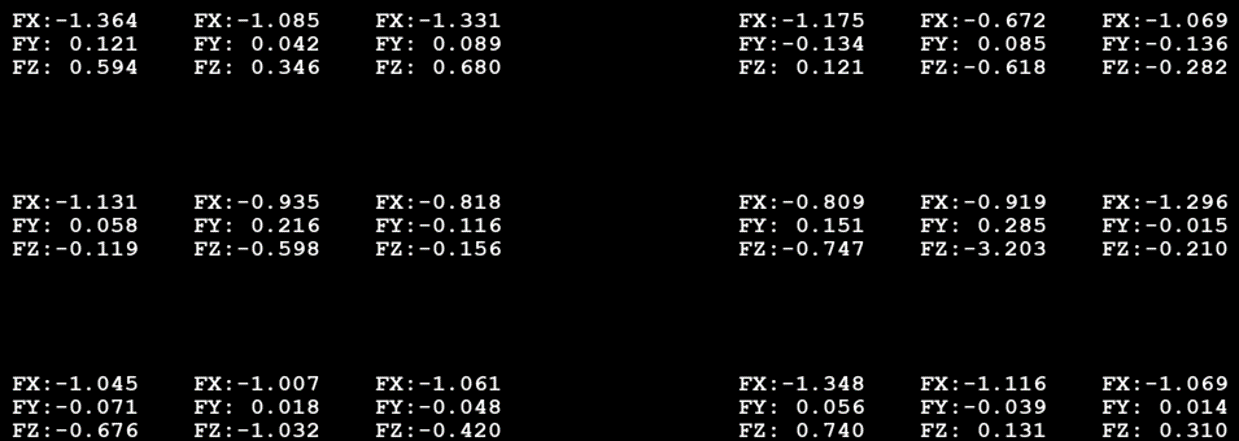 FX:-1.364 FX:-1.085 FX:-1.331 FX:-1.175 FX:-0.672 FX:-1.069
FY: 0.121 FY: 0.042 FY: 0.089 FY:-0.134 FY: 0.085 FY:-0.136
FZ: 0.594 FZ: 0.346 FZ: 0.680 FZ: 0.121 FZ:-0.618 FZ:-0.282
FX:-1.131 FX:-0.935 FX:-0.818 FX:-0.809 FX:-0.919 FX:-1.296
FY: 0.058 FY: 0.216 FY:-0.116 FY: 0.151 FY: 0.285 FY:-0.015
FZ:-0.119 FZ:-0.598 FZ:-0.156 FZ:-0.747 FZ:-3.203 FZ:-0.210
FX:-1.045 FX:-1.007 FX:-1.061 FX:-1.348 FX:-1.116 FX:-1.069
FY:-0.071 FY: 0.018 FY:-0.048 FY: 0.056 FY:-0.039 FY: 0.014
FZ:-0.676 FZ:-1.032 FZ:-0.420 FZ: 0.740 FZ: 0.131 FZ: 0.310